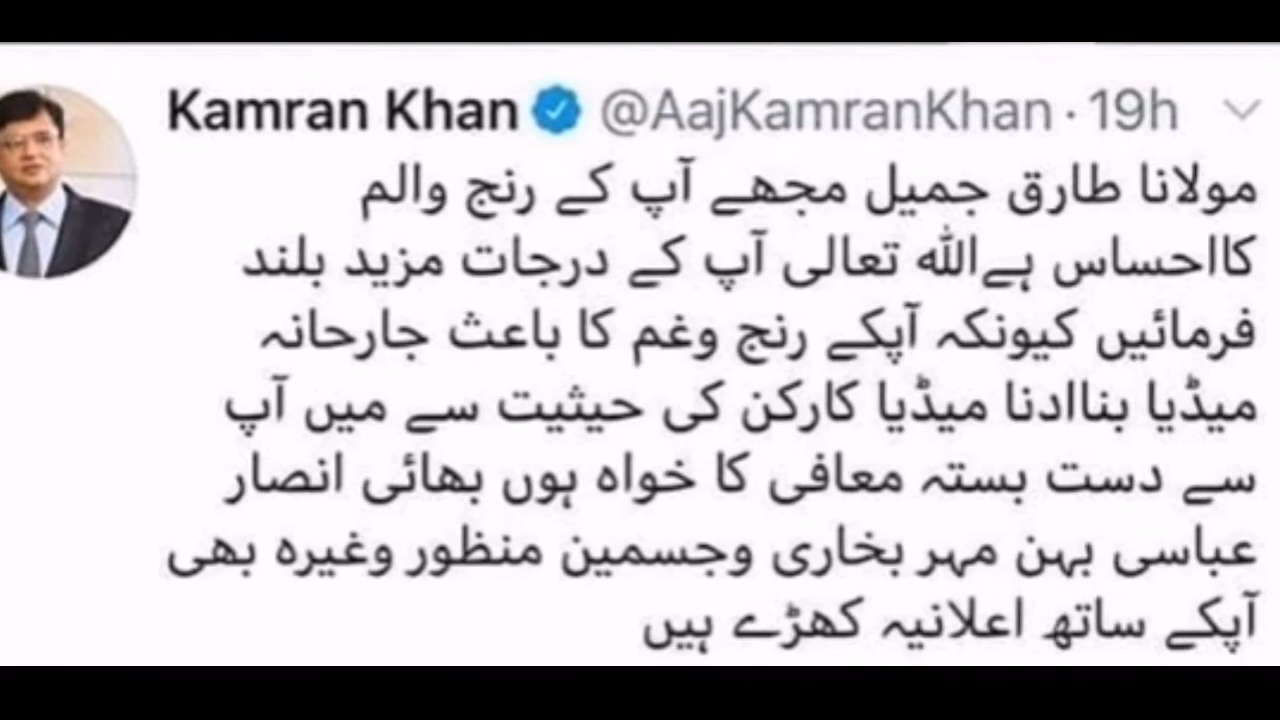 Kamran Khan @AajKamranKhan · 19h
مولانا طارق جمیل مجھے آپ کے رنج والم
کااحساس ہےاللہ تعالی آپ کے درجات مزید بلند
فرمائیں کیونکہ آپکے رنج وغم کا باعث جارحانہ
میڈیا بناادنا میڈیا کارکن کی حیثیت سے میں آپ
سے دست بستہ معافی کا خواہ ہوں بھائی انصار
عباسی بہن مہر بخاری وجسمین منظور وغیرہ بھی
آپکے ساتھ اعلانیہ کھڑے ہیں